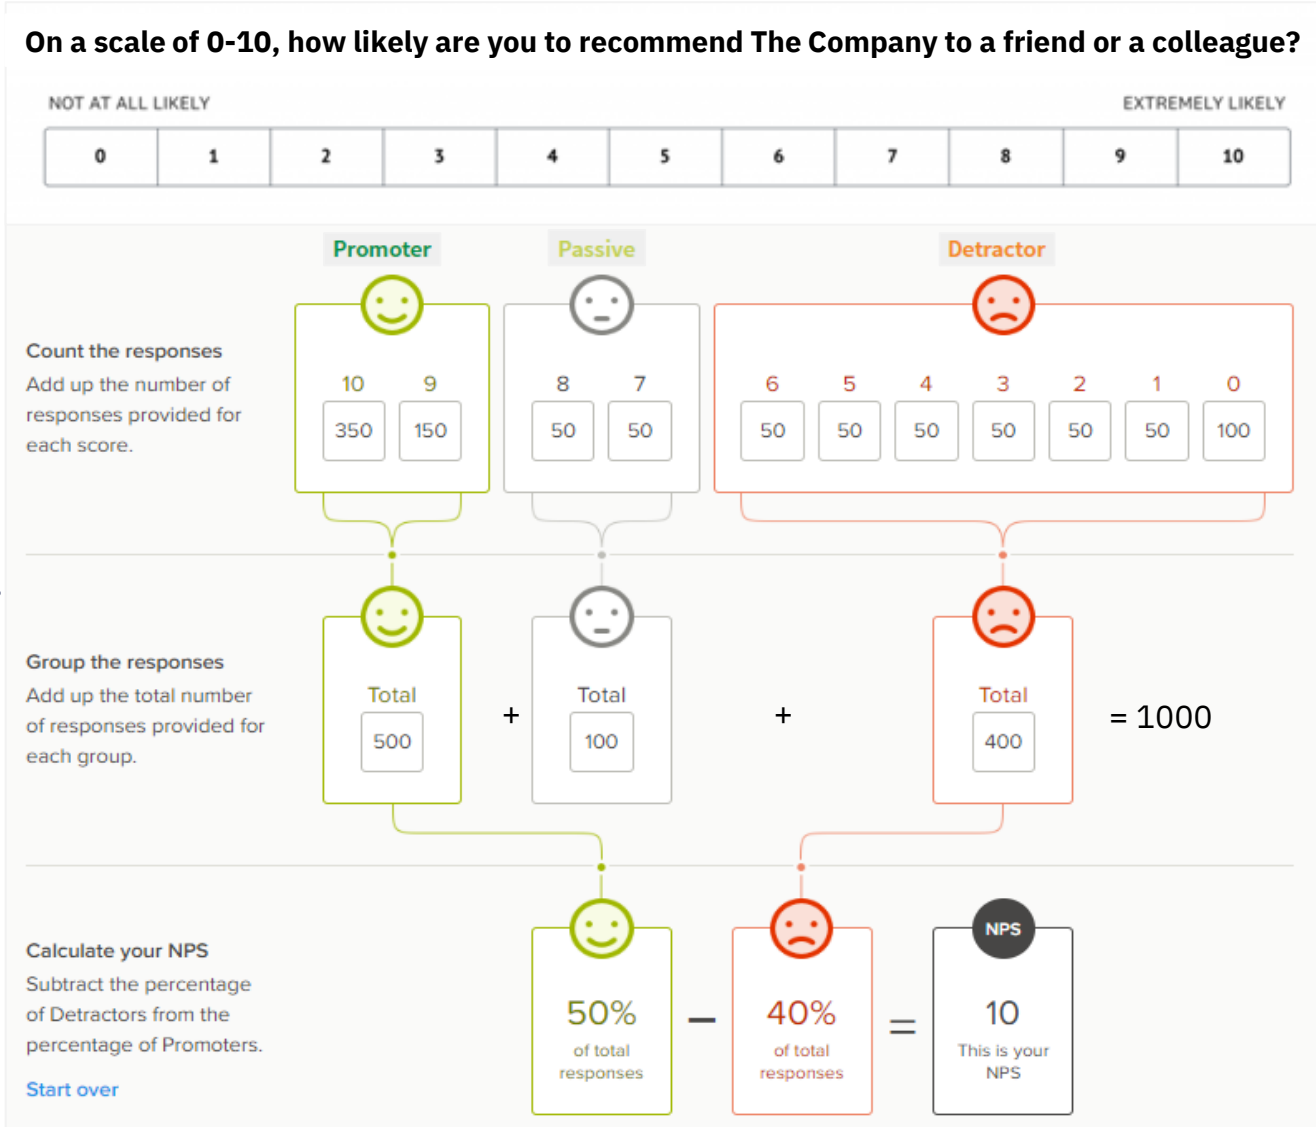 On a scale of 0-10, how likely are you to recommend The Company to a friend or a colleague?
NOT AT ALL LIKELY
EXTREMELY LIKELY
0 1 2 3 4 5 6 7 8 9 10
Promoter
Passive
Detractor
Count the responses
Add up the number of
responses provided for
each score.
10 9
350 150
8 7
50 50
6 5 4 3 2 1 0
50 50 50 50 50 50 100
Group the responses
Add up the total number
of responses provided for
each group.
Total
500
+
Total
100
+
Total
400
= 1000
Calculate your NPS
Subtract the percentage
of Detractors from the
percentage of Promoters.
Start over
50%
of total
responses
–
40%
of total
responses
=
NPS
10
This is your
NPS